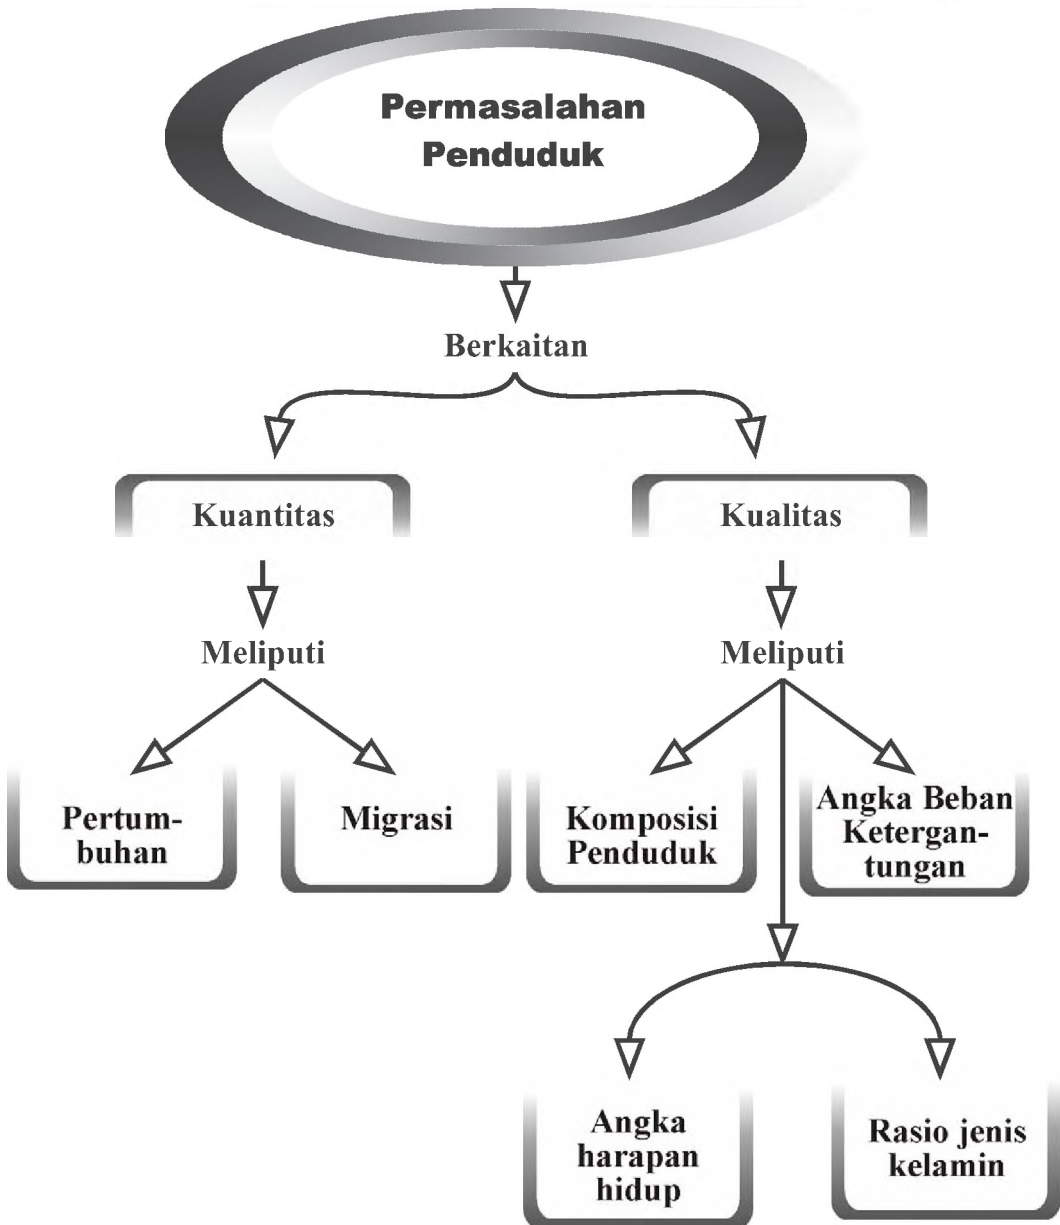 Permasalahan
Penduduk
Berkaitan
Kuantitas
Kualitas
Meliputi
Meliputi
Pertum-
buhan
Migrasi
Komposisi
Penduduk
Angka Beban
Ketergan-
tungan
Angka
harapan
hidup
Rasio jenis
kelamin